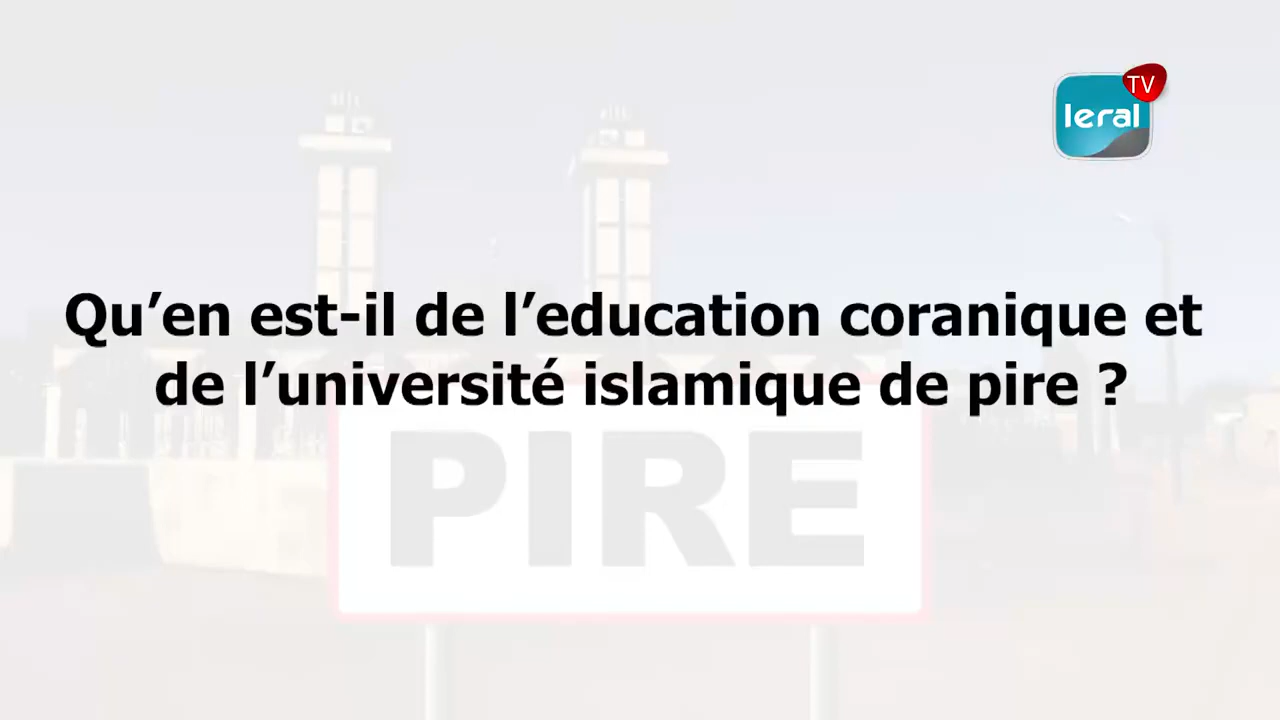 TV
leral
Qu’en est-il de l’education coranique et
de l’université islamique de pire ?
PIRE